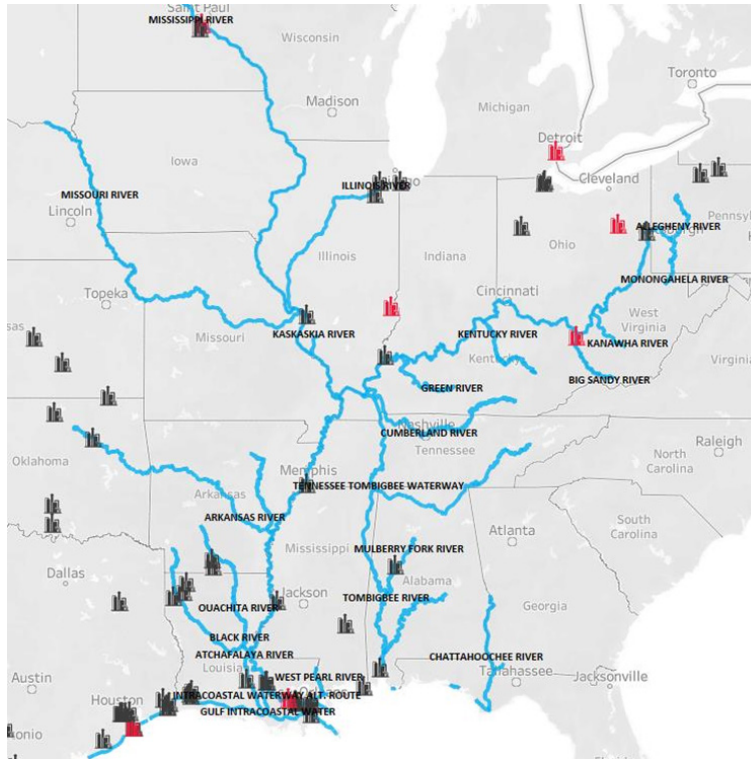 Saint Paul
MISSISSIPPI RIVER
Wisconsin
Toronto
Madison
Michigan
Detroit
Iowa
MISSOURI RIVER
ILLINOIS RIVER
Cleveland
Lincoln
Pennsyl
ALLEGHENY RIVER
Illinois
Indiana
Ohio
MONONGAHELA RIVER
Topeka
Cincinnati
West
Virginia
KASKASKIA RIVER
KENTUCKY RIVER
KANAWHA RIVER
Missouri
Kentucky
Virginia
GREEN RIVER
BIG SANDY RIVER
Nashville
CUMBERLAND RIVER
Tennessee
Raleigh
North
Carolina
Oklahoma
Memphis
TENNESSEE TOMBIGBEE WATERWAY
Arkansas
ARKANSAS RIVER
South
Carolina
Atlanta
Mississippi
MULBERRY FORK RIVER
Dallas
Alabama
Jackson
TOMBIGBEE RIVER
Georgia
OUACHITA RIVER
BLACK RIVER
ATCHAFALAYA RIVER
CHATTAHOOCHEE RIVER
Louisia
WEST PEARL RIVER
Tallahassee
Jacksonville
Austin
Houston
INTRACOASTAL WATERWAY ALT. ROUTE
GULF INTRACOASTAL WATER
onio
Florida